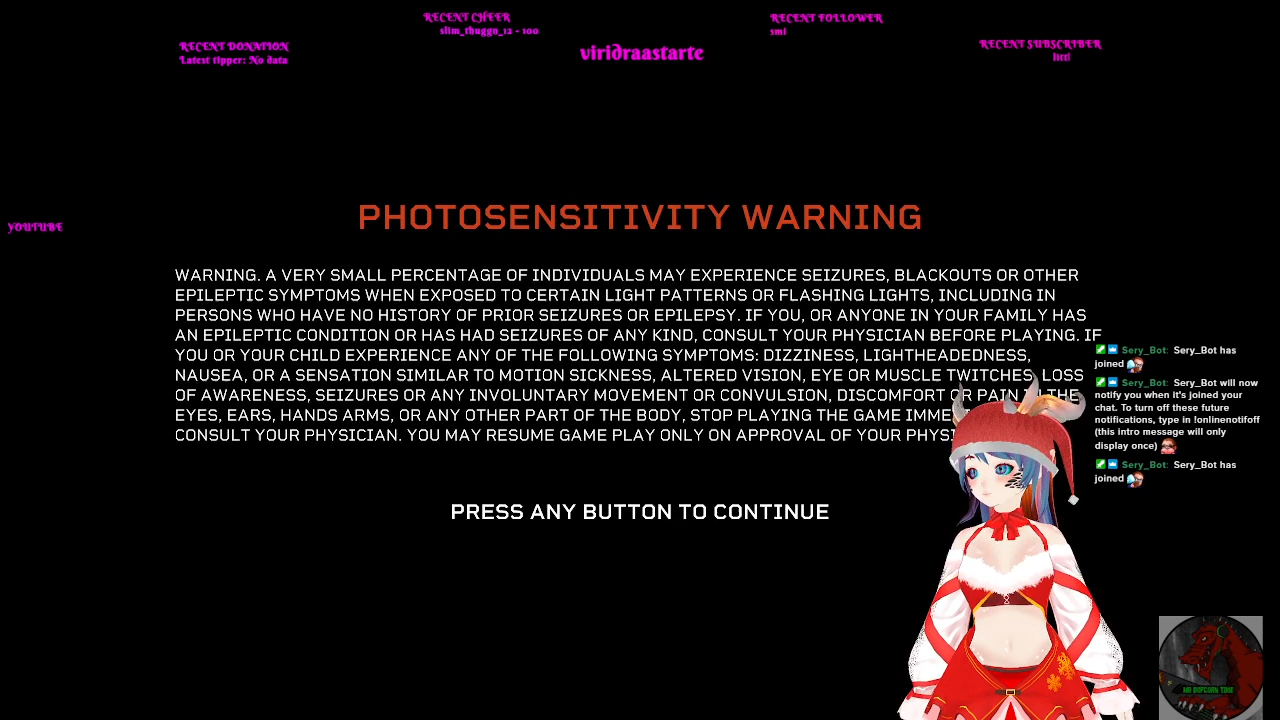 RECENT CHEER
slim_thuggn_12 - 100
RECENT FOLLOWER
sml
RECENT DONATION
Latest tipper: No data
viridraastarte
RECENT SUBSCRIBER
YOUTUBE
PHOTOSENSITIVITY WARNING
WARNING. A VERY SMALL PERCENTAGE OF INDIVIDUALS MAY EXPERIENCE SEIZURES, BLACKOUTS OR OTHER
EPILEPTIC SYMPTOMS WHEN EXPOSED TO CERTAIN LIGHT PATTERNS OR FLASHING LIGHTS, INCLUDING IN
PERSONS WHO HAVE NO HISTORY OF PRIOR SEIZURES OR EPILEPSY. IF YOU, OR ANYONE IN YOUR FAMILY HAS
AN EPILEPTIC CONDITION OR HAS HAD SEIZURES OF ANY KIND, CONSULT YOUR PHYSICIAN BEFORE PLAYING. IF
YOU OR YOUR CHILD EXPERIENCE ANY OF THE FOLLOWING SYMPTOMS: DIZZINESS, LIGHTHEADEDNESS,
NAUSEA, OR A SENSATION SIMILAR TO MOTION SICKNESS, ALTERED VISION, EYE OR MUSCLE TWITCHES, LOSS
OF AWARENESS, SEIZURES OR ANY INVOLUNTARY MOVEMENT OR CONVULSION, DISCOMFORT OR PAIN IN THE
EYES, EARS, HANDS ARMS, OR ANY OTHER PART OF THE BODY, STOP PLAYING THE GAME IMME
CONSULT YOUR PHYSICIAN. YOU MAY RESUME GAME PLAY ONLY ON APPROVAL OF YOUR PHYSI
PRESS ANY BUTTON TO CONTINUE
Sery_Bot: Sery_Bot has
joined
Sery_Bot: Sery_Bot will now
notify you when it's joined your
chat. To turn off these future
notifications, type in !onlinenotifoff
(this intro message will only
display once)
Sery_Bot: Sery_Bot has
joined
MR POPCORN TIME